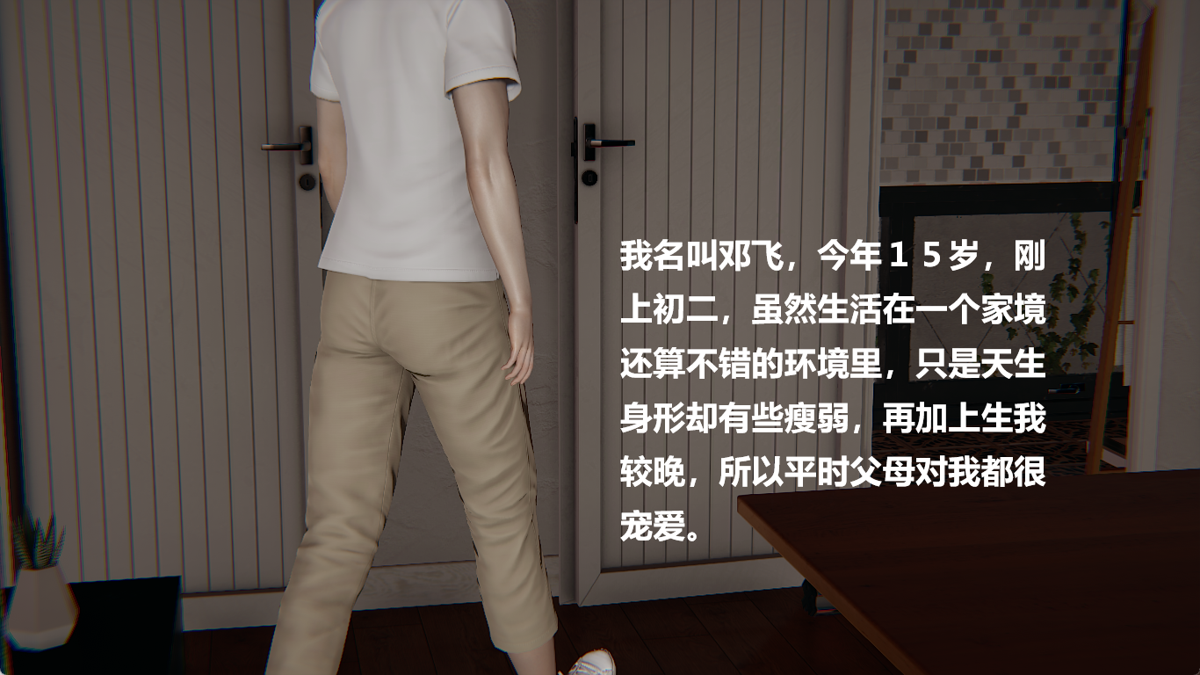 我名叫邓飞，今年１５岁，刚
上初二，虽然生活在一个家境
还算不错的环境里，只是天生
身形却有些瘦弱，再加上生我
较晚，所以平时父母对我都很
宠爱。